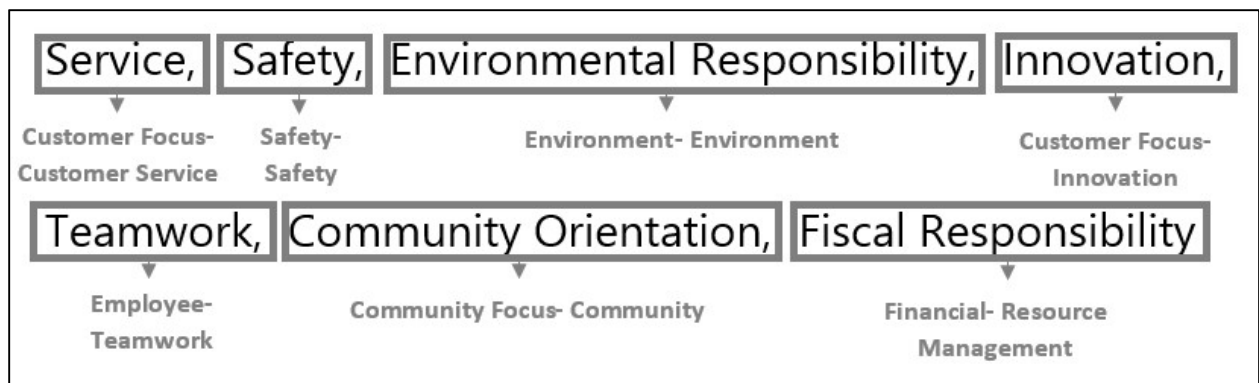 Service, Safety, Environmental Responsibility, Innovation,
Customer Focus- Customer Service
Safety- Safety
Environment- Environment
Customer Focus- Innovation
Teamwork, Community Orientation, Fiscal Responsibility
Employee- Teamwork
Community Focus- Community
Financial- Resource Management